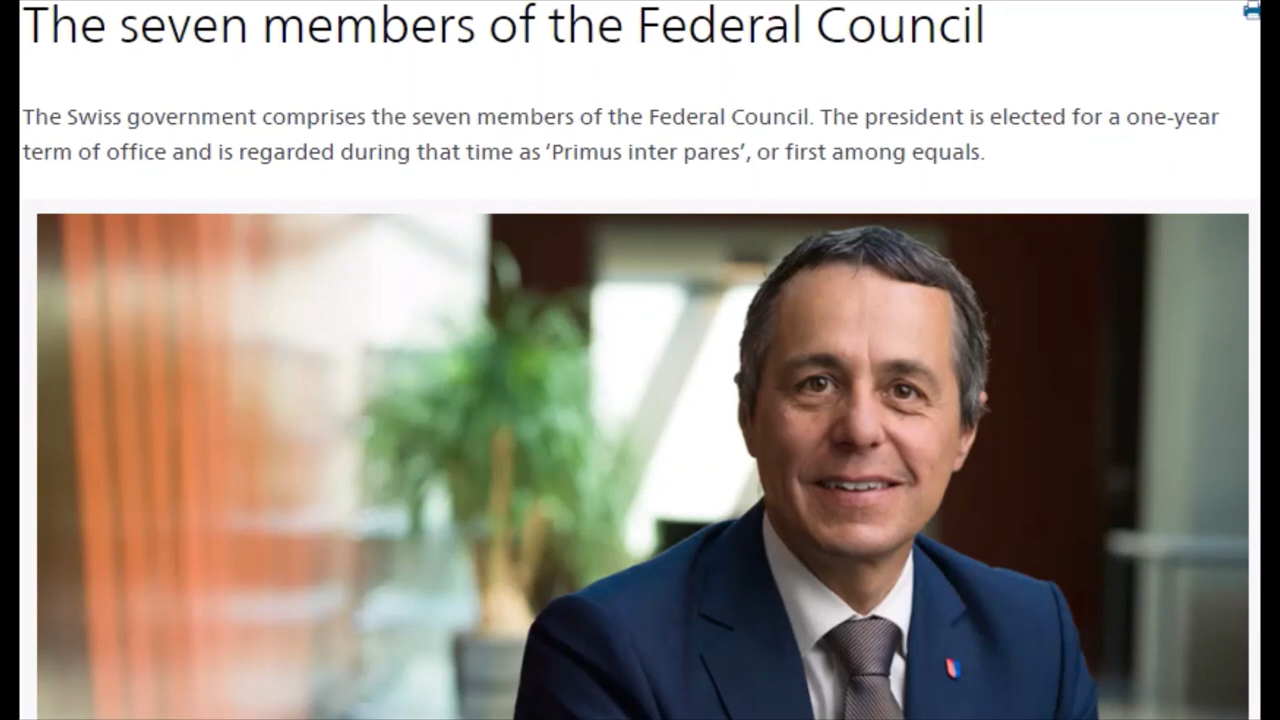 The seven members of the Federal Council
The Swiss government comprises the seven members of the Federal Council. The president is elected for a one-year
term of office and is regarded during that time as ‘Primus inter pares’, or first among equals.